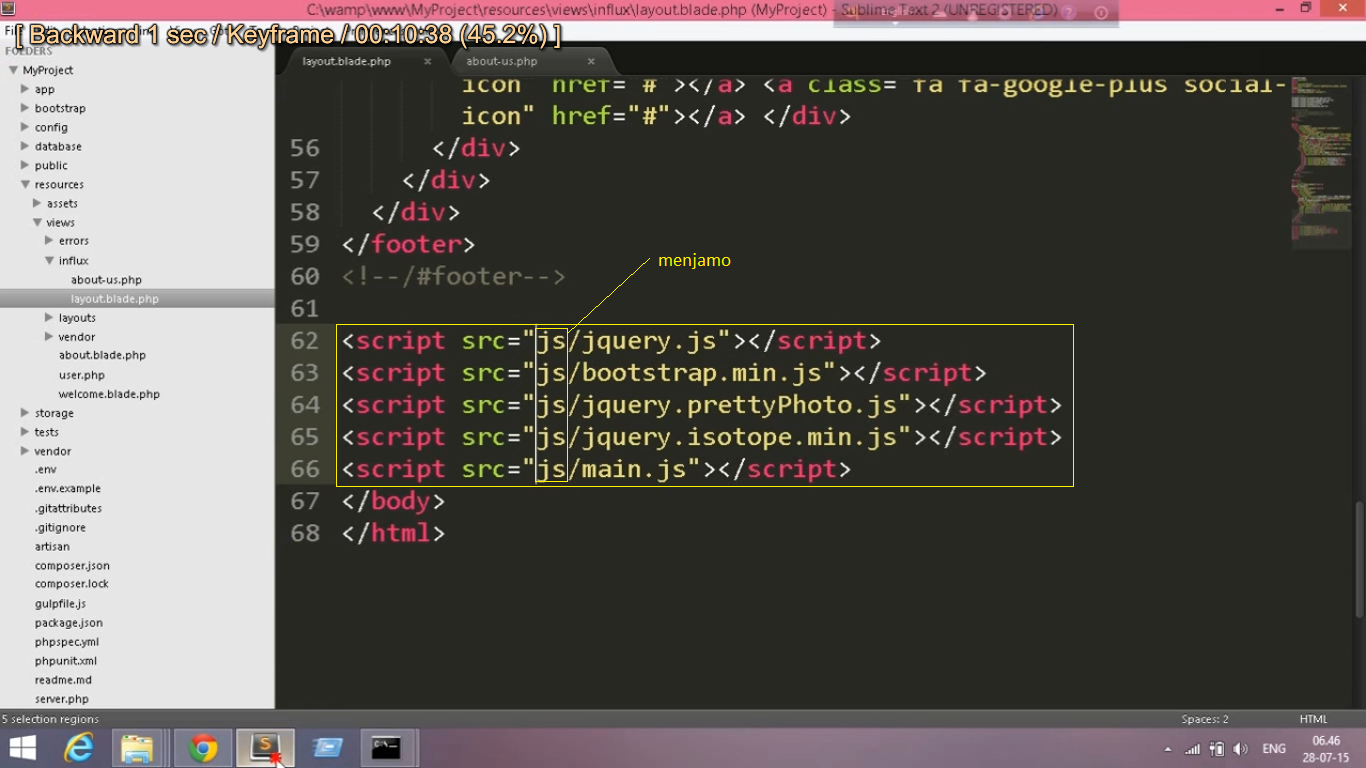 C:\wamp\www\MyProject\resources\views\influx\layout.blade.php (MyProject) - Sublime Text 2 (UNREGISTERED)
[ Backward 1 sec / Keyframe / 00:10:38 (45.2%) ]
FOLDERS
MyProject
app
bootstrap
config
database
public
resources
assets
views
errors
influx
about-us.php
layout.blade.php
layouts
vendor
about.blade.php
user.php
welcome.blade.php
storage
tests
vendor
.env
.env.example
.gitattributes
.gitignore
artisan
composer.json
composer.lock
gulpfile.js
package.json
phpspec.yml
phpunit.xml
readme.md
server.php
layout.blade.php ×
about-us.php ×
icon" href="#"></a> <a class="fa fa-google-plus social-
icon" href="#"></a> </div>
56 </div>
57 </div>
58 </div>
59 </footer>
60 <!--/#footer-->
61
menjamo
62 <script src="js/jquery.js"></script>
63 <script src="js/bootstrap.min.js"></script>
64 <script src="js/jquery.prettyPhoto.js"></script>
65 <script src="js/jquery.isotope.min.js"></script>
66 <script src="js/main.js"></script>
67 </body>
68 </html>
5 selection regions
Spaces: 2
HTML
ENG
06.46
28-07-15